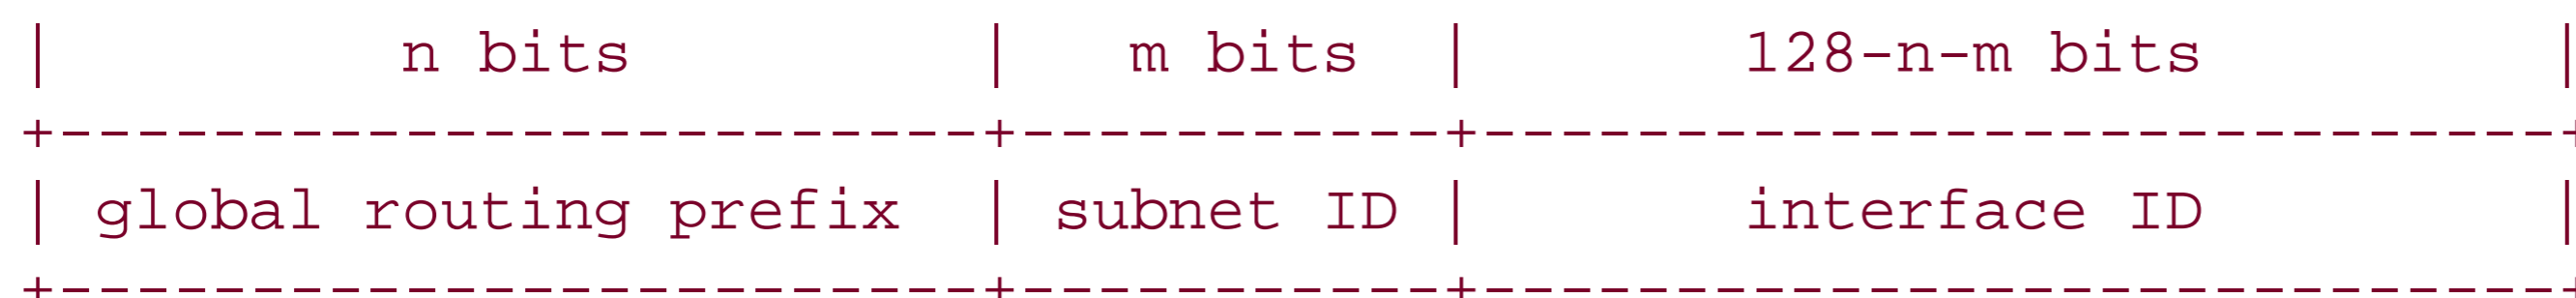 |         n bits         |   m bits  |       128-n-m bits         |
+------------------------+-----------+----------------------------+
| global routing prefix  | subnet ID |       interface ID         |
+------------------------+-----------+----------------------------+